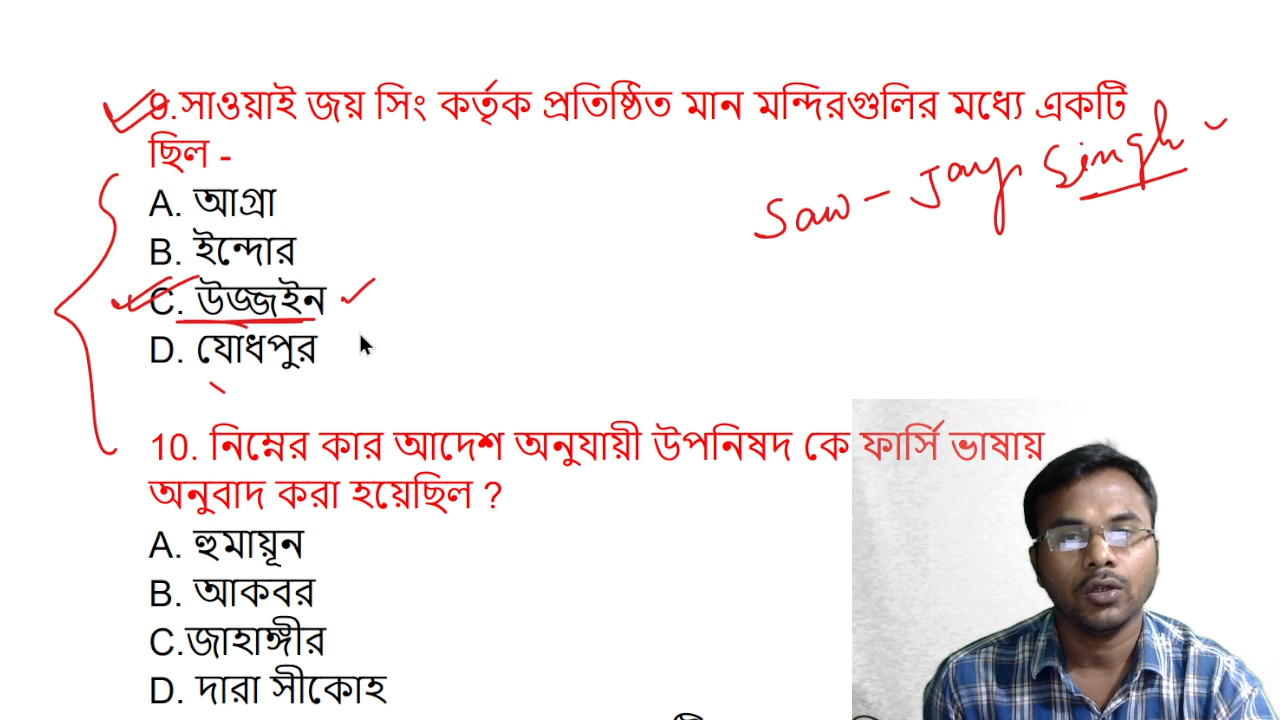 9.সাওয়াই জয় সিং কর্তৃক প্রতিষ্ঠিত মান মন্দিরগুলির মধ্যে একটি
ছিল -
Saw - Jay Singh
A. আগ্রা
B. ইন্দোর
C. উজ্জইন
D. যোধপুর
10. নিম্নের কার আদেশ অনুযায়ী উপনিষদ কে ফার্সি ভাষায়
অনুবাদ করা হয়েছিল ?
A. হুমায়ূন
B. আকবর
C.জাহাঙ্গীর
D. দারা সীকোহ